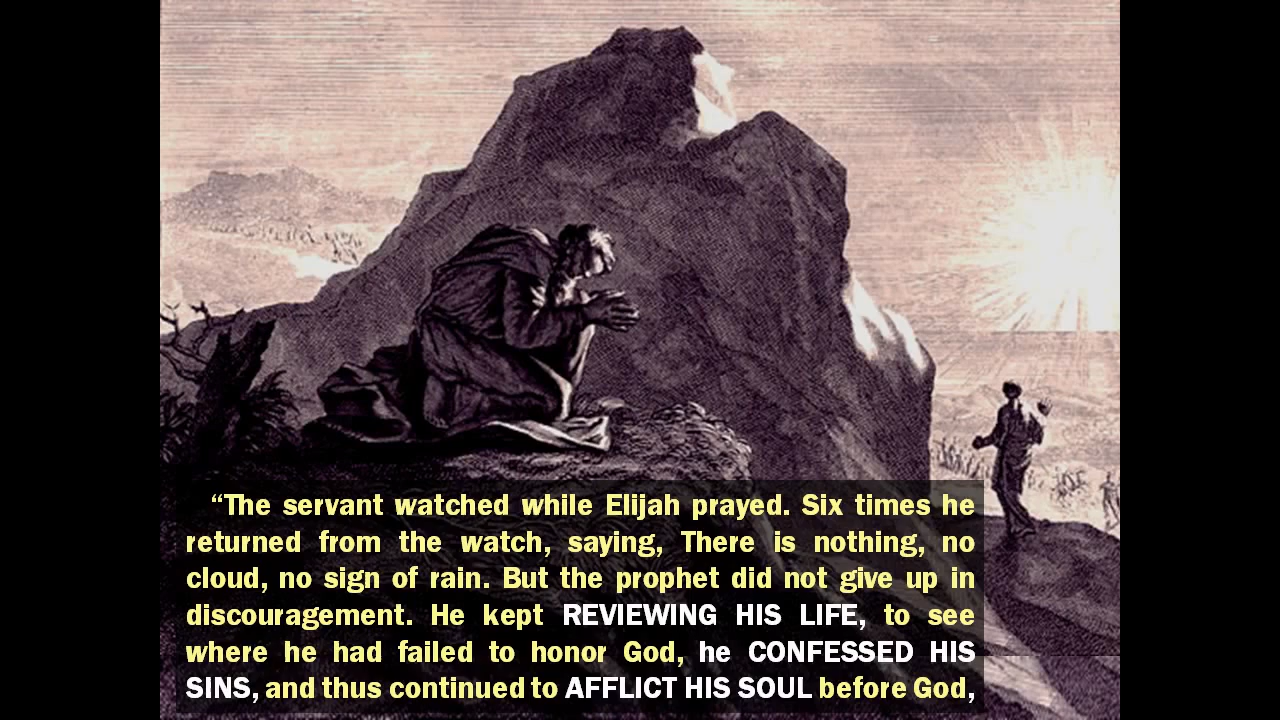 “The servant watched while Elijah prayed. Six times he
returned from the watch, saying, There is nothing, no
cloud, no sign of rain. But the prophet did not give up in
discouragement. He kept REVIEWING HIS LIFE, to see
where he had failed to honor God, he CONFESSED HIS
SINS, and thus continued to AFFLICT HIS SOUL before God,